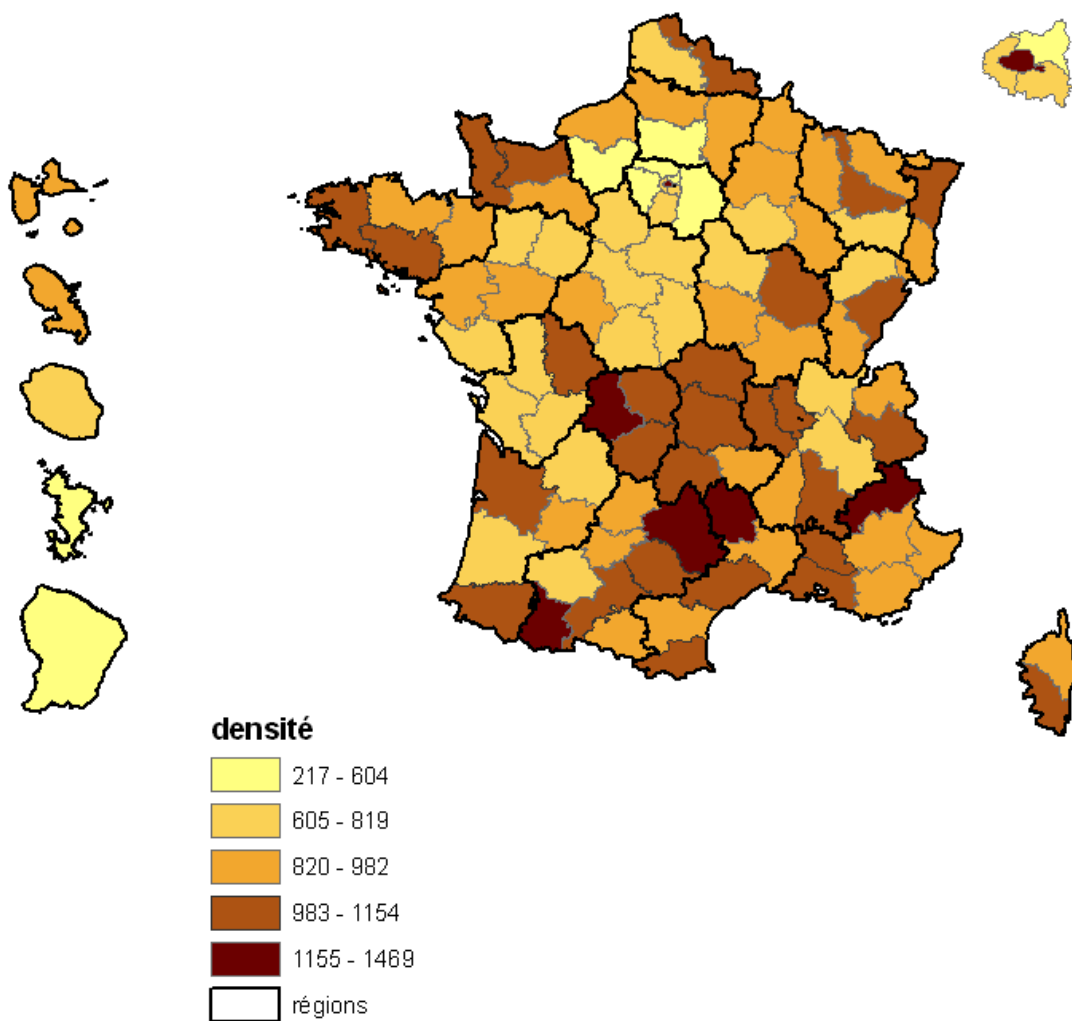 densité
217 - 604
605 - 819
820 - 982
983 - 1154
1155 - 1469
régions